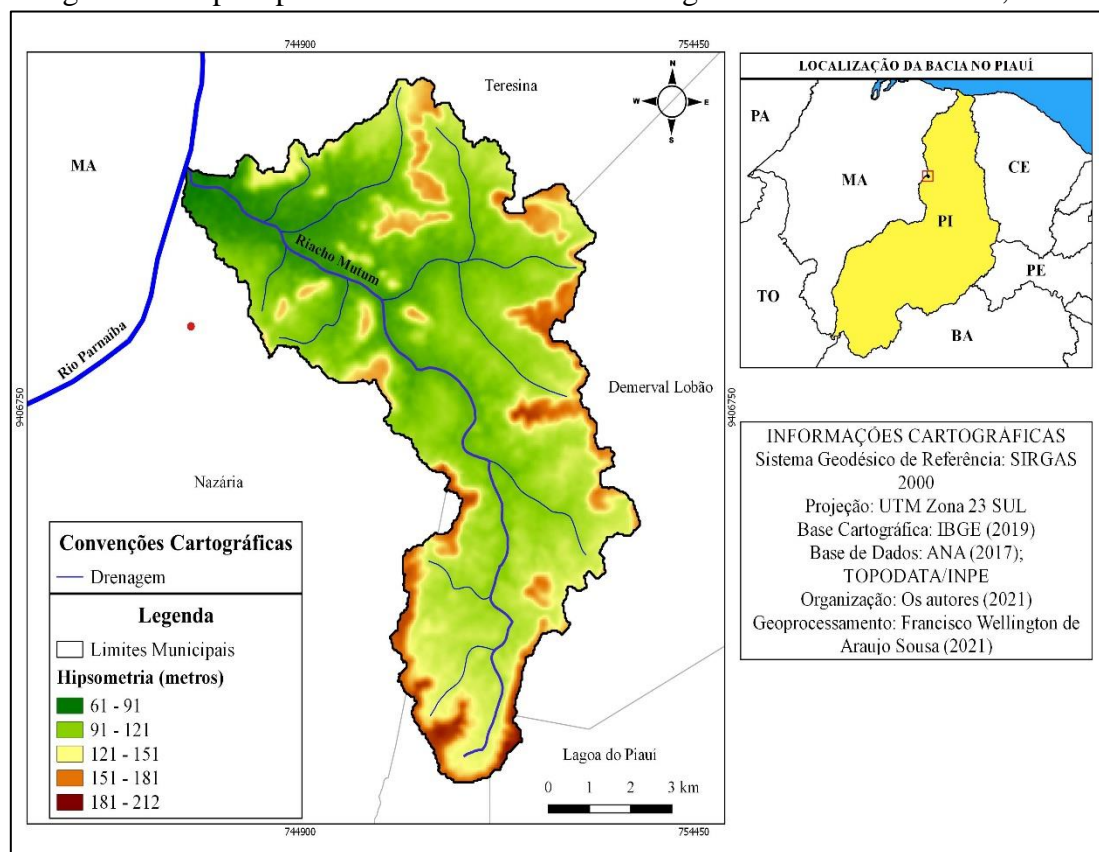 744900
754450
Teresina
N
W
E
S
MA
Riacho Mutum
Rio Parnaíba
Demerval Lobão
9406750
9406750
Nazária
Lagoa do Piaui
0 1 2 3 km
744900
754450
Convenções Cartográficas
Drenagem
Legenda
Limites Municipais
Hipsometria (metros)
61 - 91
91 - 121
121 - 151
151 - 181
181 - 212
LOCALIZAÇÃO DA BACIA NO PIAUÍ
PA
MA
CE
PI
PE
TO
BA
INFORMAÇÕES CARTOGRÁFICAS
Sistema Geodésico de Referência: SIRGAS
2000
Projeção: UTM Zona 23 SUL
Base Cartográfica: IBGE (2019)
Base de Dados: ANA (2017);
TOPODATA/INPE
Organização: Os autores (2021)
Geoprocessamento: Francisco Wellington de
Araujo Sousa (2021)